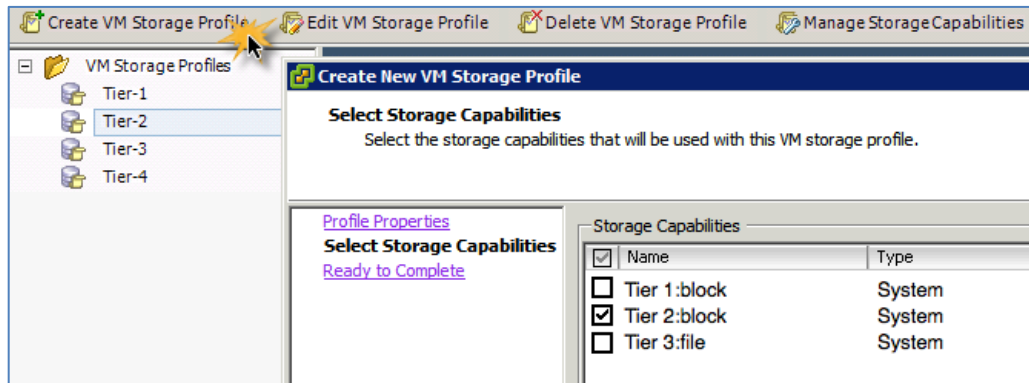 Create VM Storage Profile Edit VM Storage Profile Delete VM Storage Profile Manage Storage Capabilities
VM Storage Profiles
Tier-1
Tier-2
Tier-3
Tier-4
Create New VM Storage Profile
Select Storage Capabilities
Select the storage capabilities that will be used with this VM storage profile.
Profile Properties
Select Storage Capabilities
Ready to Complete
Storage Capabilities
Name Type
Tier 1:block System
Tier 2:block System
Tier 3:file System